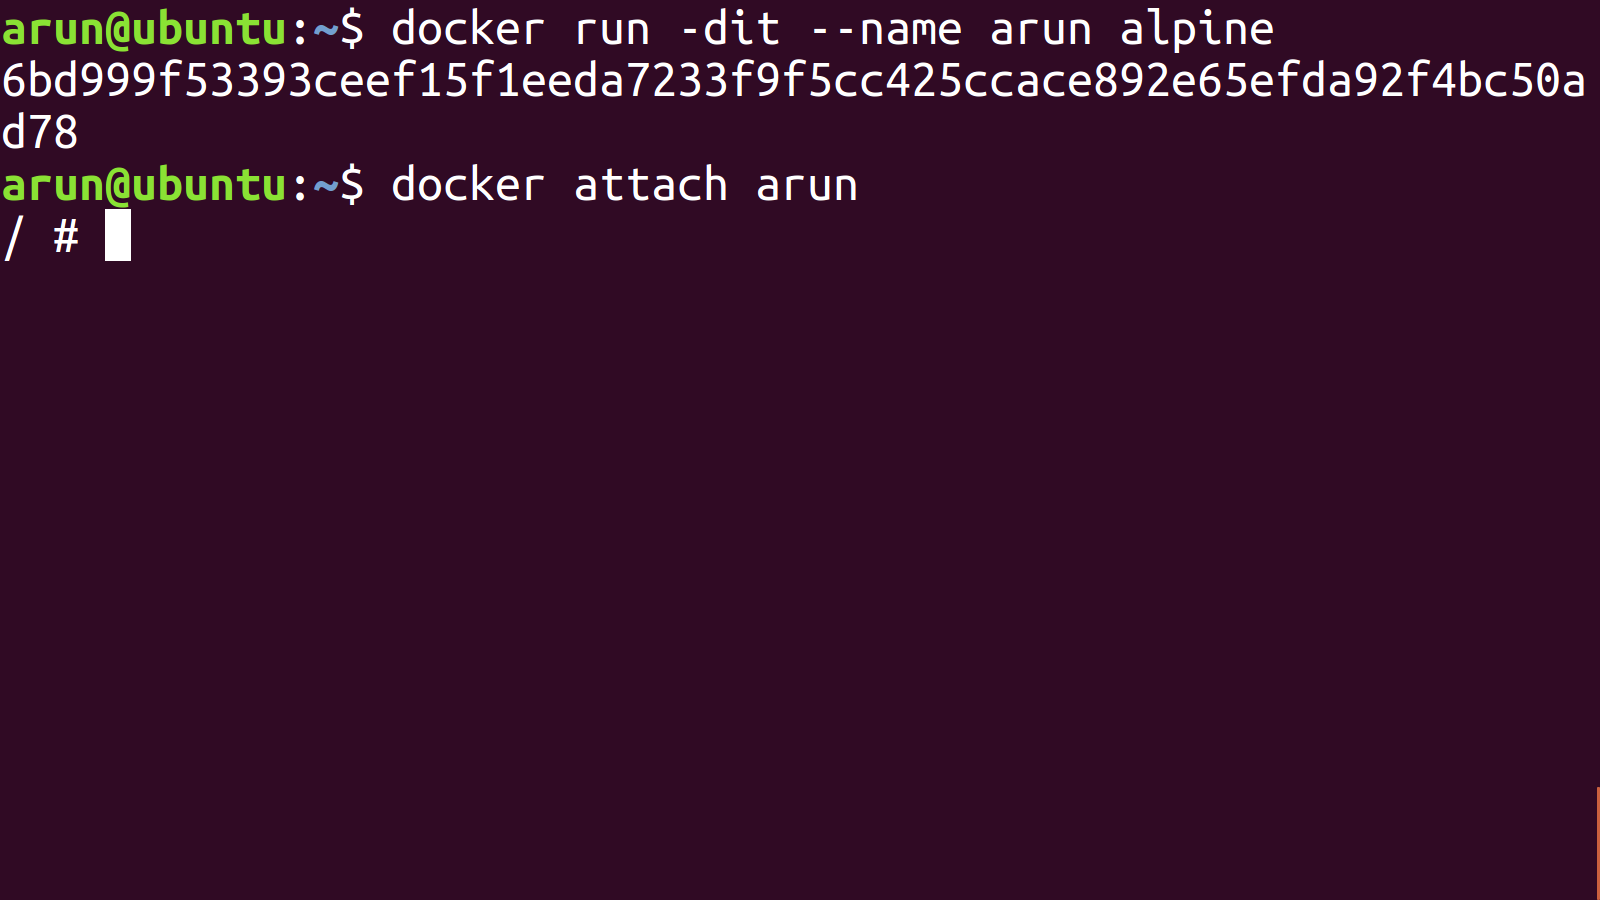 arun@ubuntu:~$ docker run -dit --name arun alpine
6bd999f53393ceef15f1eeda7233f9f5cc425ccace892e65efda92f4bc50a
d78
arun@ubuntu:~$ docker attach arun
/ #